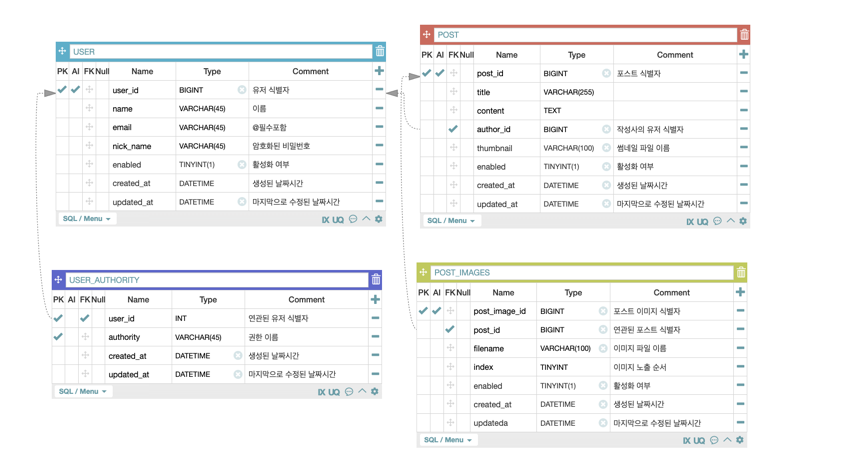 USER
PK AI FK Null Name Type Comment
user_id BIGINT 유저 식별자
name VARCHAR(45) 이름
email VARCHAR(45) @필수포함
nick_name VARCHAR(45) 암호화된 비밀번호
enabled TINYINT(1) 활성화 여부
created_at DATETIME 생성된 날짜시간
updated_at DATETIME 마지막으로 수정된 날짜시간
SQL / Menu IX UQ
POST
PK AI FK Null Name Type Comment
post_id BIGINT 포스트 식별자
title VARCHAR(255)
content TEXT
author_id BIGINT 작성사의 유저 식별자
thumbnail VARCHAR(100) 썸네일 파일 이름
enabled TINYINT(1) 활성화 여부
created_at DATETIME 생성된 날짜시간
updated_at DATETIME 마지막으로 수정된 날짜시간
SQL / Menu IX UQ
USER_AUTHORITY
PK AI FK Null Name Type Comment
user_id INT 연관된 유저 식별자
authority VARCHAR(45) 권한 이름
created_at DATETIME 생성된 날짜시간
updated_at DATETIME 마지막으로 수정된 날짜시간
SQL / Menu IX UQ
POST_IMAGES
PK AI FK Null Name Type Comment
post_image_id BIGINT 포스트 이미지 식별자
post_id BIGINT 연관된 포스트 식별자
filename VARCHAR(100) 이미지 파일 이름
index TINYINT 이미지 노출 순서
enabled TINYINT(1) 활성화 여부
created_at DATETIME 생성된 날짜시간
updateda DATETIME 마지막으로 수정된 날짜시간
SQL / Menu IX UQ